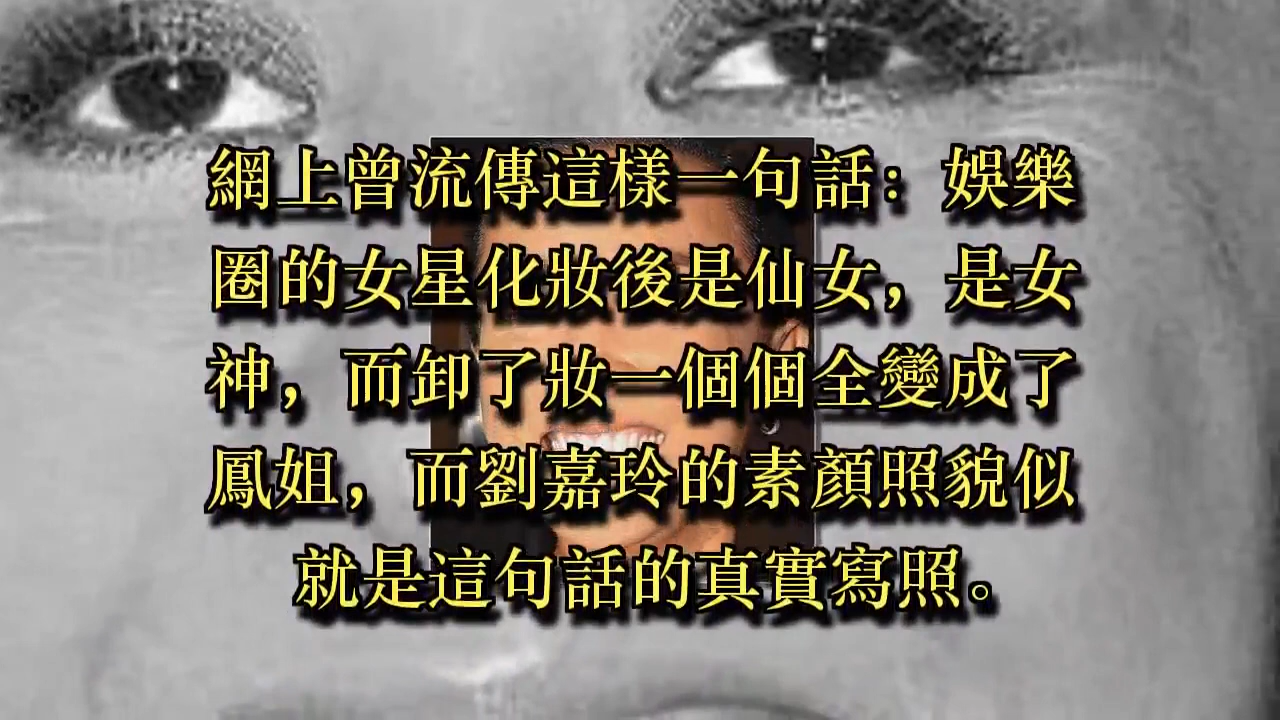 網上曾流傳這樣一句話：娛樂
圈的女星化妝後是仙女，是女
神，而卸了妝一個個全變成了
鳳姐，而劉嘉玲的素顏照貌似
就是這句話的真實寫照。